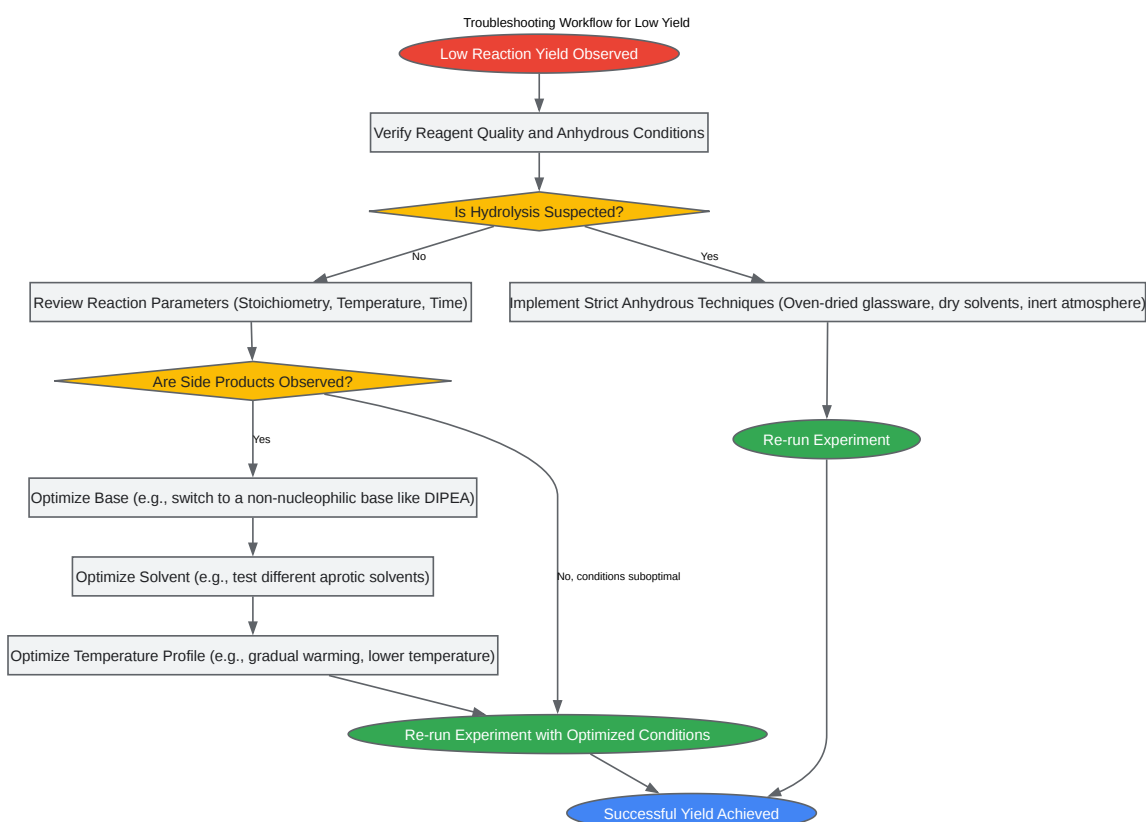 Troubleshooting Workflow for Low Yield
Low Reaction Yield Observed
Verify Reagent Quality and Anhydrous Conditions
Is Hydrolysis Suspected?
No
Yes
Review Reaction Parameters (Stoichiometry, Temperature, Time)
Implement Strict Anhydrous Techniques (Oven-dried glassware, dry solvents, inert atmosphere)
Are Side Products Observed?
Yes
Re-run Experiment
Optimize Base (e.g., switch to a non-nucleophilic base like DIPEA)
Optimize Solvent (e.g., test different aprotic solvents)
No, conditions suboptimal
Optimize Temperature Profile (e.g., gradual warming, lower temperature)
Re-run Experiment with Optimized Conditions
Successful Yield Achieved